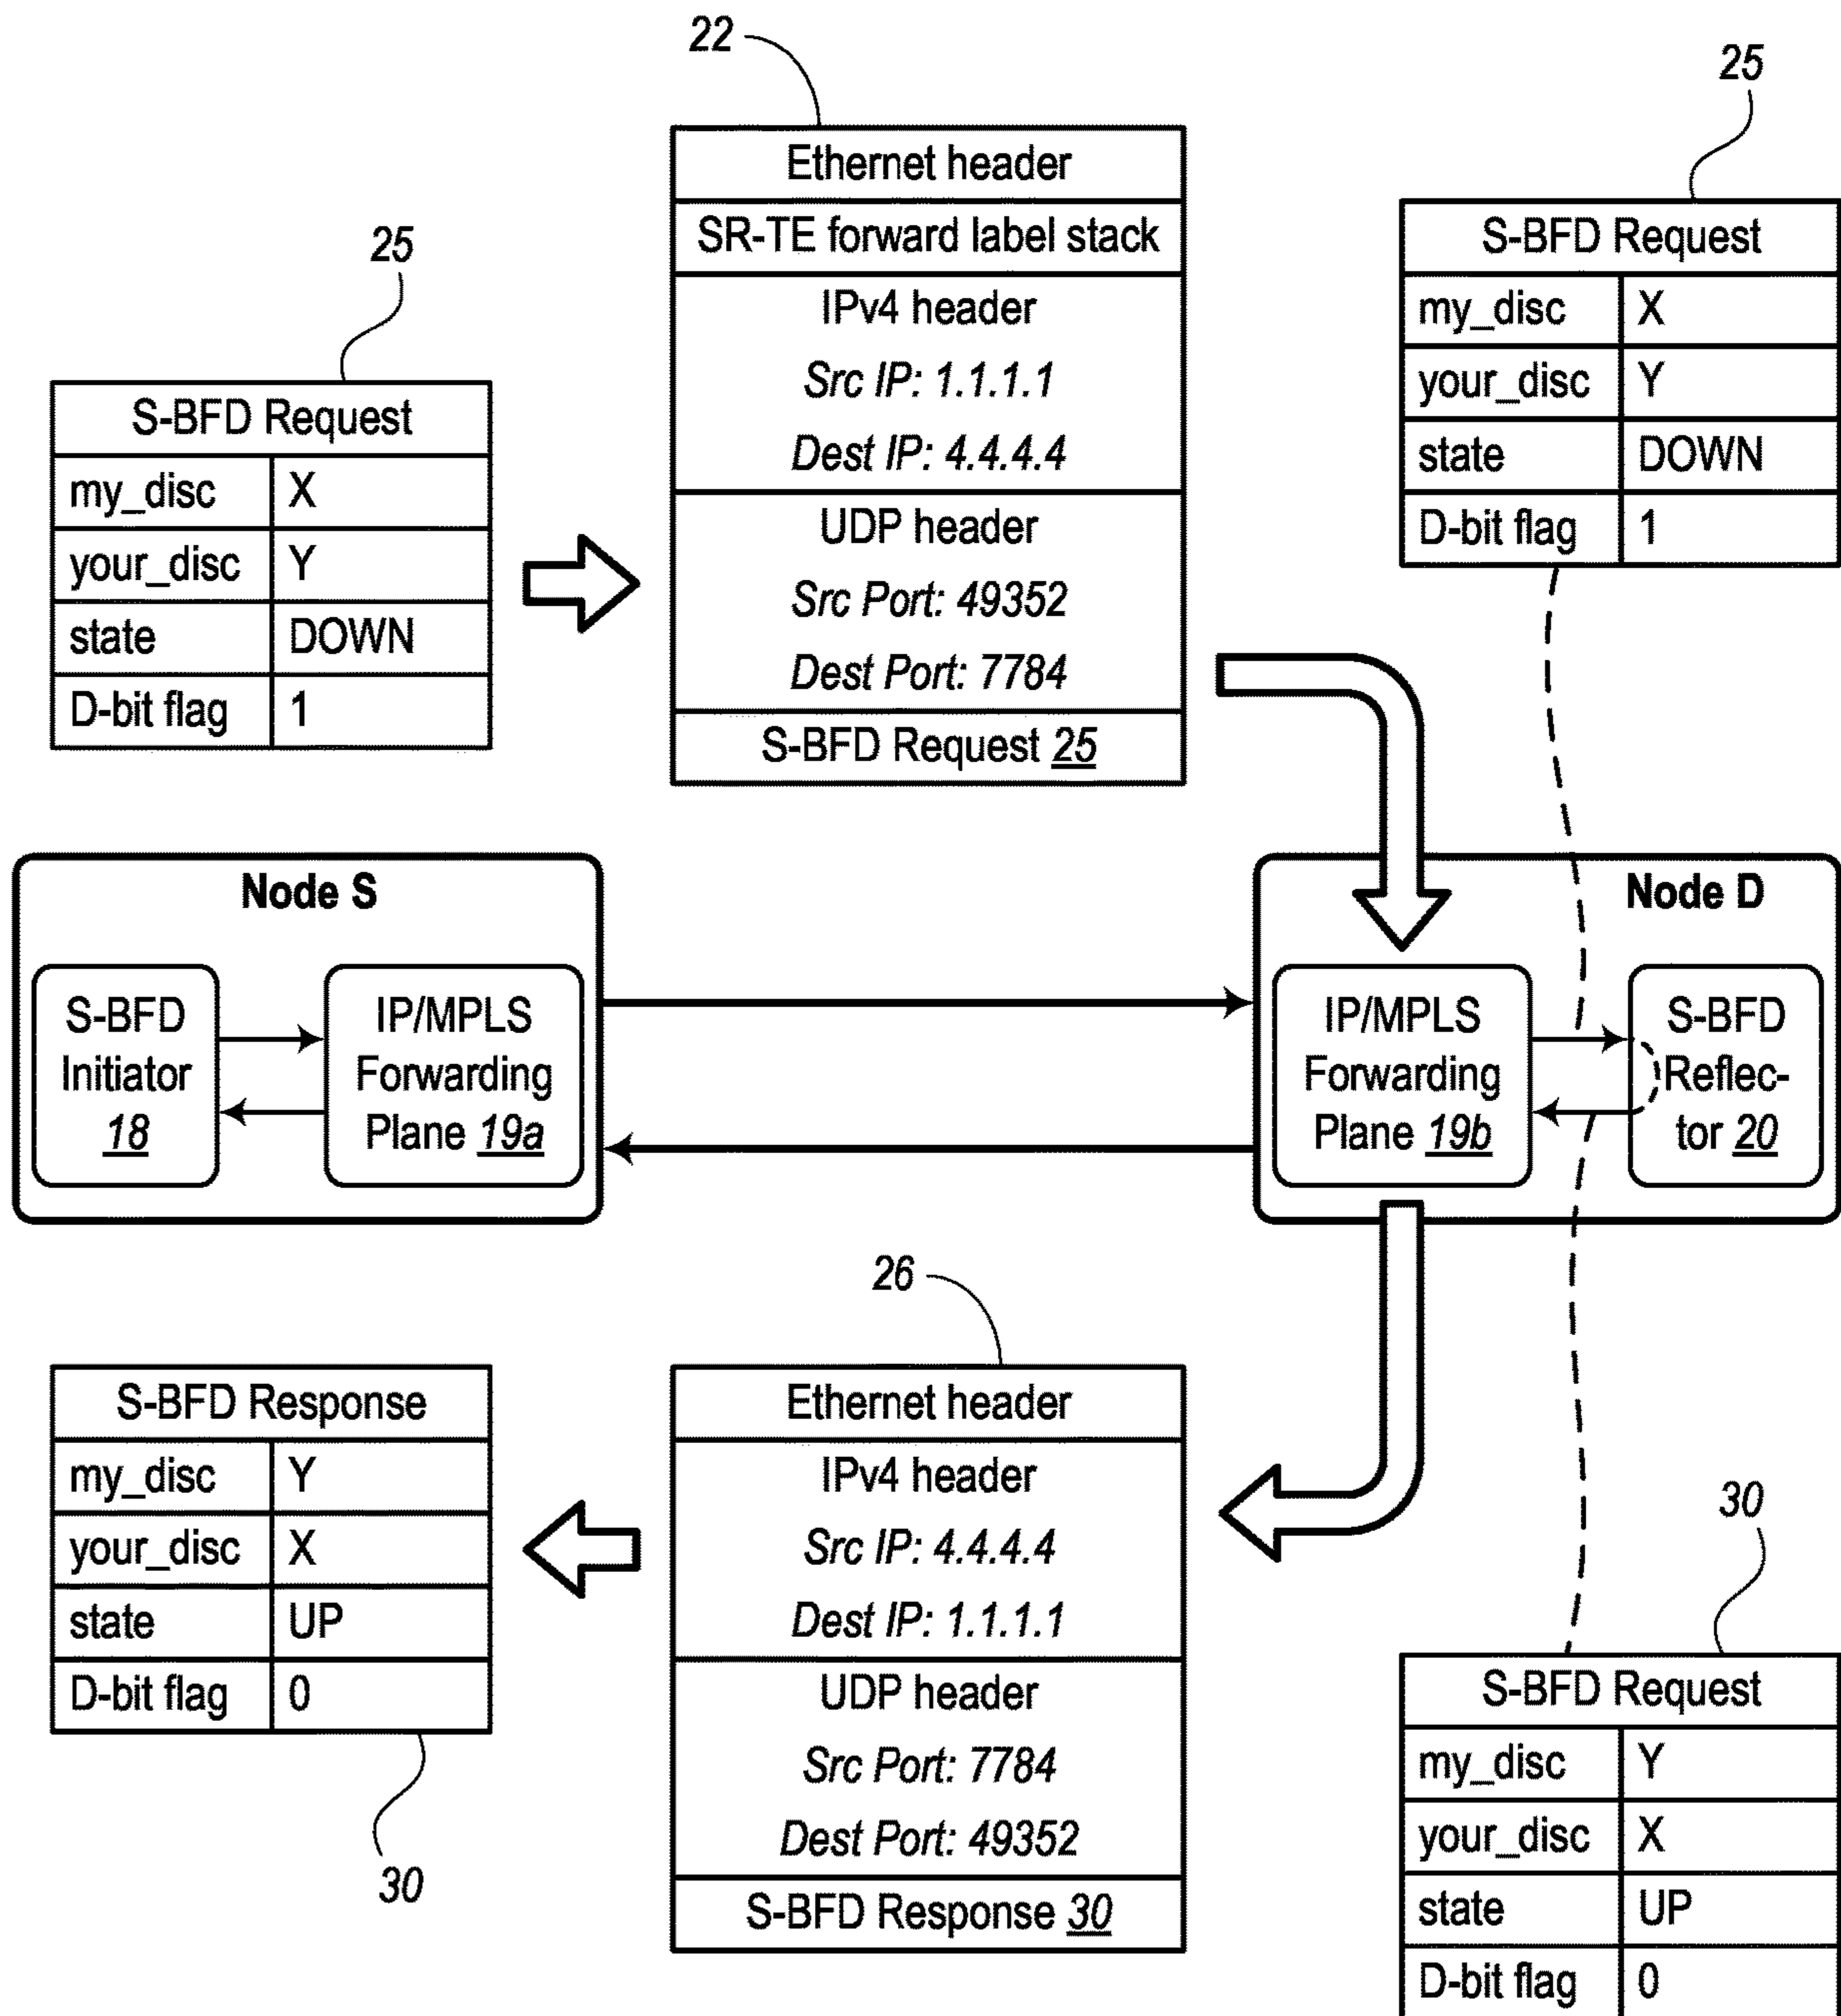 22
Ethernet header
SR-TE forward label stack
IPv4 header
Src IP: 1.1.1.1
Dest IP: 4.4.4.4
UDP header
Src Port: 49352
Dest Port: 7784
S-BFD Request 25
25
S-BFD Request
my_disc X
your_disc Y
state DOWN
D-bit flag 1
25
S-BFD Request
my_disc X
your_disc Y
state DOWN
D-bit flag 1
Node S
S-BFD
Initiator
18
IP/MPLS
Forwarding
Plane 19a
Node D
IP/MPLS
Forwarding
Plane 19b
S-BFD
Reflec-
tor 20
26
Ethernet header
IPv4 header
Src IP: 4.4.4.4
Dest IP: 1.1.1.1
UDP header
Src Port: 7784
Dest Port: 49352
S-BFD Response 30
S-BFD Response
my_disc Y
your_disc X
state UP
D-bit flag 0
30
30
S-BFD Request
my_disc Y
your_disc X
state UP
D-bit flag 0